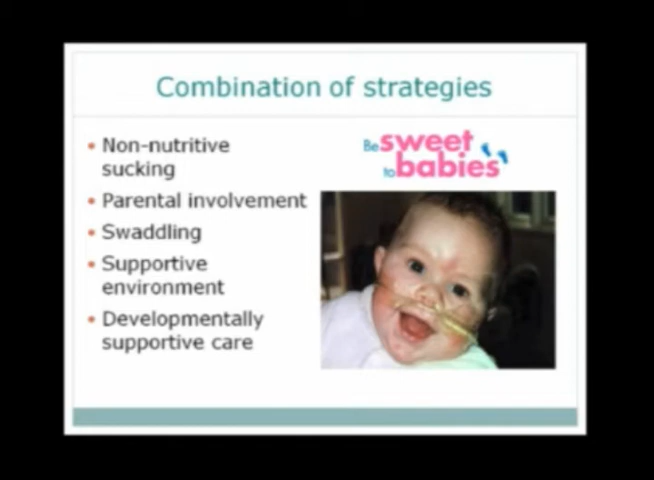 Combination of strategies
• Non-nutritive
sucking
• Parental involvement
• Swaddling
• Supportive
environment
• Developmentally
supportive care
Be sweet
to babies